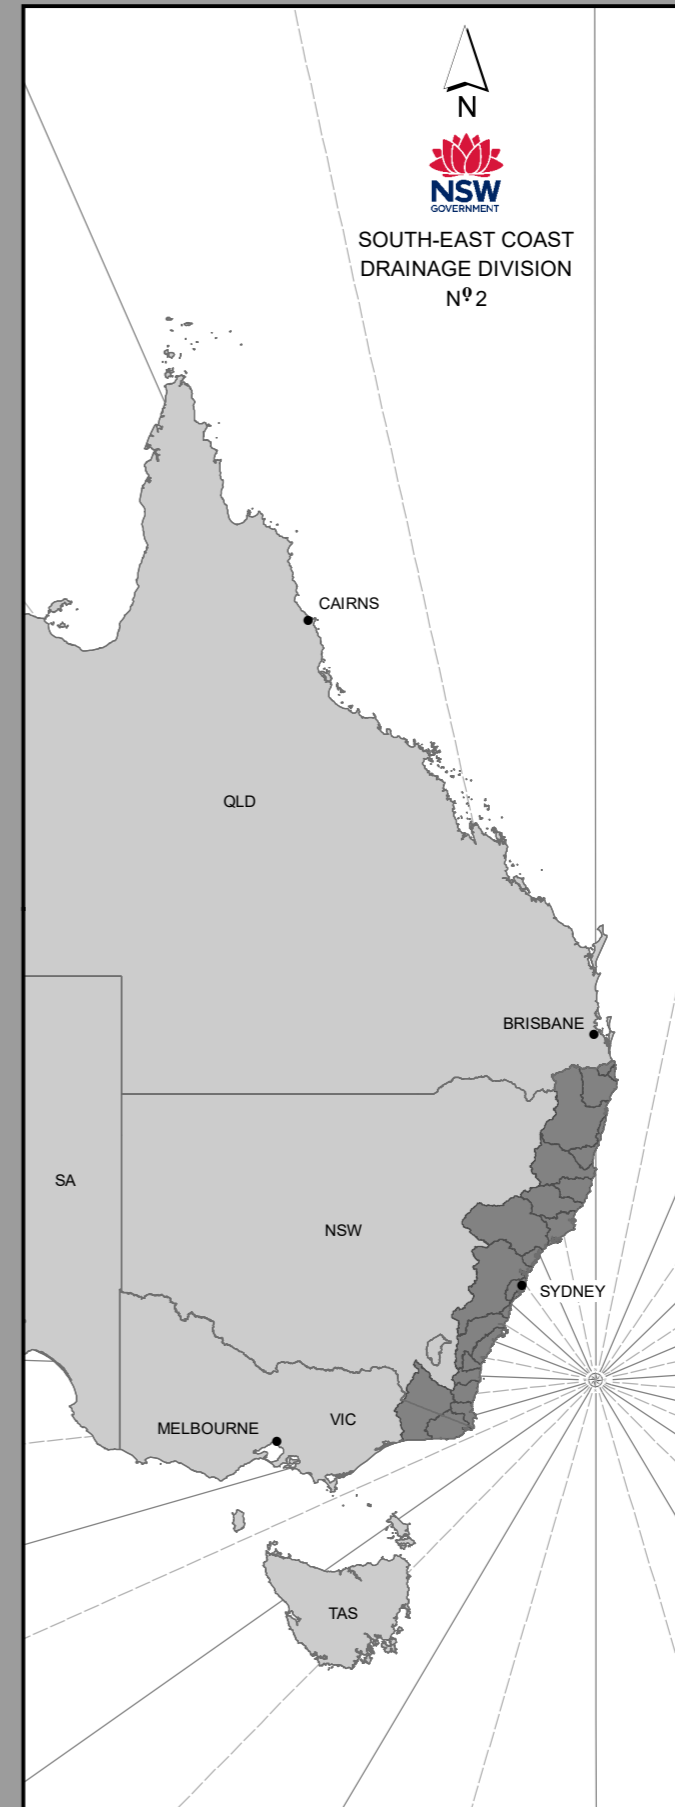 N
NSW
GOVERNMENT
SOUTH-EAST COAST
DRAINAGE DIVISION
Nº 2
CAIRNS
QLD
BRISBANE
SA
NSW
SYDNEY
MELBOURNE
VIC
TAS